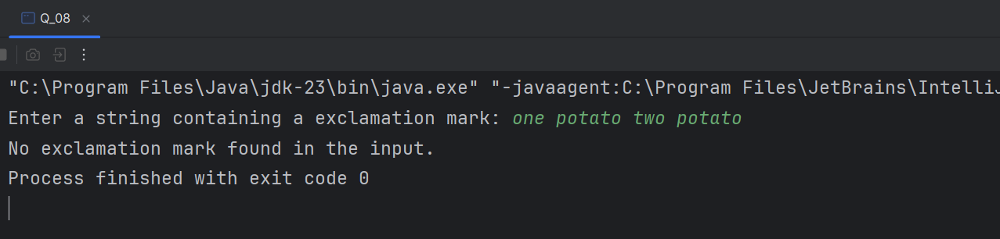 Q_08
"C:\Program Files\Java\jdk-23\bin\java.exe" "-javaagent:C:\Program Files\JetBrains\IntelliJ
Enter a string containing a exclamation mark: one potato two potato
No exclamation mark found in the input.
Process finished with exit code 0